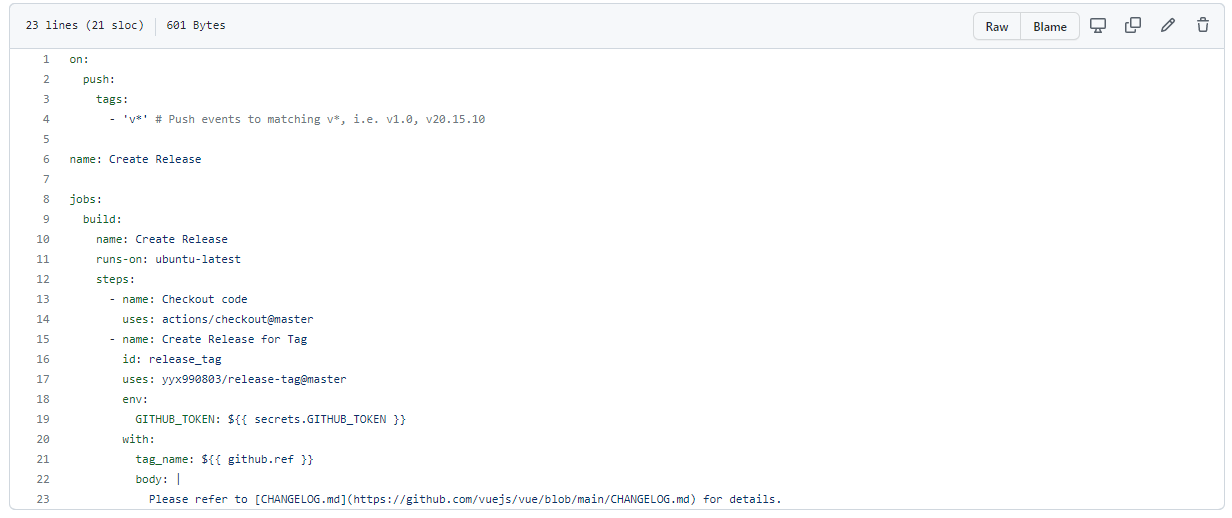 23 lines (21 sloc) 601 Bytes Raw Blame
1 on:
2   push:
3     tags:
4       - 'v*' # Push events to matching v*, i.e. v1.0, v20.15.10
5
6 name: Create Release
7
8 jobs:
9   build:
10     name: Create Release
11     runs-on: ubuntu-latest
12     steps:
13       - name: Checkout code
14         uses: actions/checkout@master
15       - name: Create Release for Tag
16         id: release_tag
17         uses: yyx990803/release-tag@master
18         env:
19           GITHUB_TOKEN: ${{ secrets.GITHUB_TOKEN }}
20         with:
21           tag_name: ${{ github.ref }}
22           body: |
23             Please refer to [CHANGELOG.md](https://github.com/vuejs/vue/blob/main/CHANGELOG.md) for details.